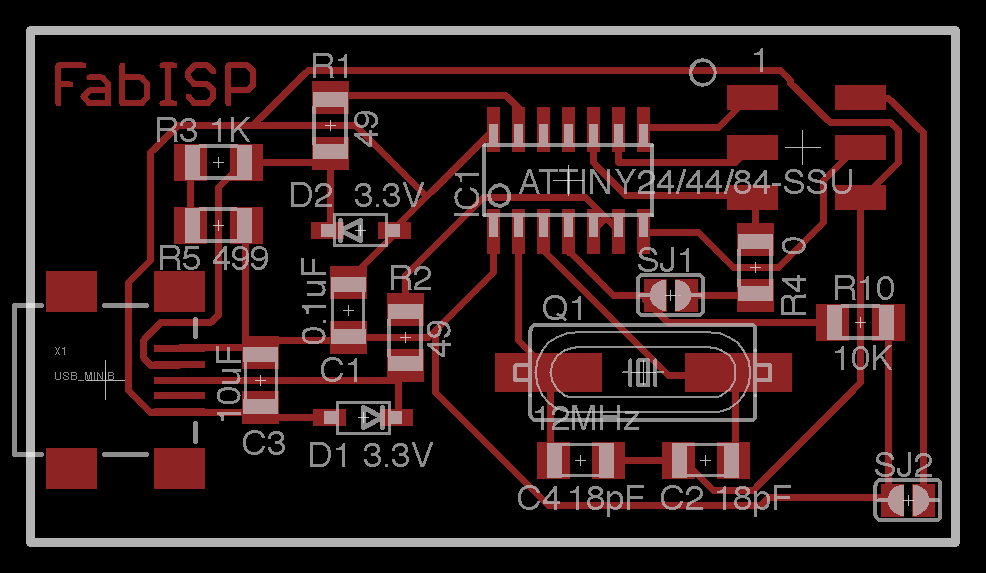 FabISP
R1
1
R3 1K
49
D2 3.3V
IC1
ATTINY24/44/84-SSU
R5 499
0.1uF
R2
SJ1
R4 0
R10
Q1
49
10K
X1
USB_MINIB
C1
10uF
12MHz
C3
D1 3.3V
SJ2
C4 18pF
C2 18pF